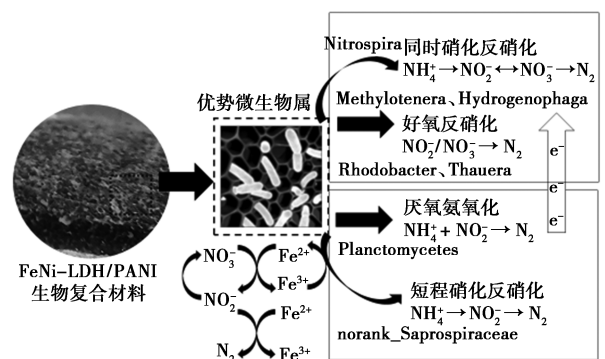 Nitrospira同时硝化反硝化
NH₄⁺→NO₂⁻↔NO₃⁻→N₂
Methylotenera、Hydrogenophaga
好氧反硝化
NO₂⁻/NO₃⁻→N₂
Rhodobacter、Thauera
e⁻
e⁻
e⁻
优势微生物属
厌氧氨氧化
NH₄⁺+NO₂⁻→N₂
Planctomycetes
短程硝化反硝化
NH₄⁺→NO₂⁻→N₂
norank_Saprospiraceae
FeNi-LDH/PANI
生物复合材料
NO₃⁻ Fe²⁺
Fe³⁺
NO₂⁻ Fe²⁺
N₂ Fe³⁺